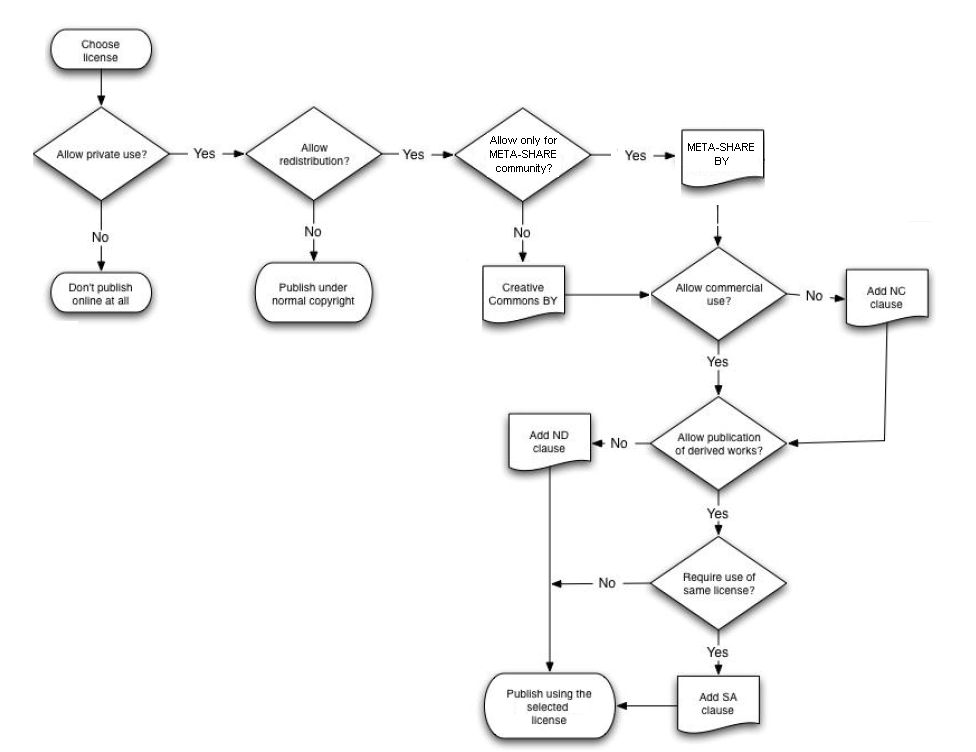 Choose
license
Allow private use?
Yes
Allow
redistribution?
Yes
Allow only for
META-SHARE
community?
Yes
META-SHARE
BY
No
No
No
Don't publish
online at all
Publish under
normal copyright
Creative
Commons BY
Allow commercial
use?
No
Add NC
clause
Yes
Add ND
clause
No
Allow publication
of derived works?
Yes
No
Require use of
same license?
Yes
Publish using the
selected
license
Add SA
clause